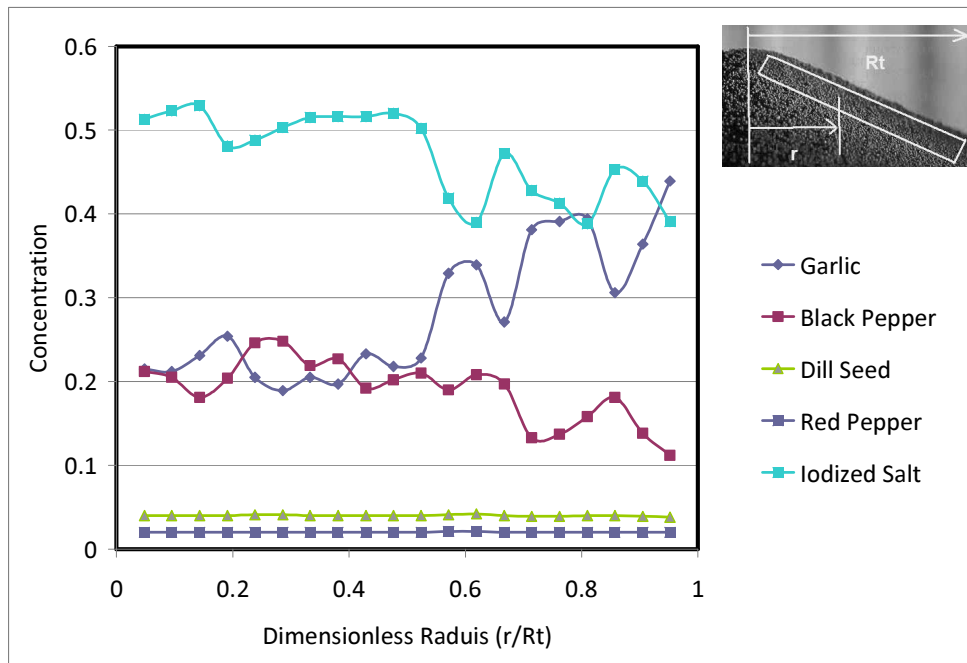 0.6
0.5
0.4
0.3
0.2
0.1
0
Concentration
0 0.2 0.4 0.6 0.8 1
Dimensionless Raduis (r/Rt)
Rt
r
Garlic
Black Pepper
Dill Seed
Red Pepper
Iodized Salt